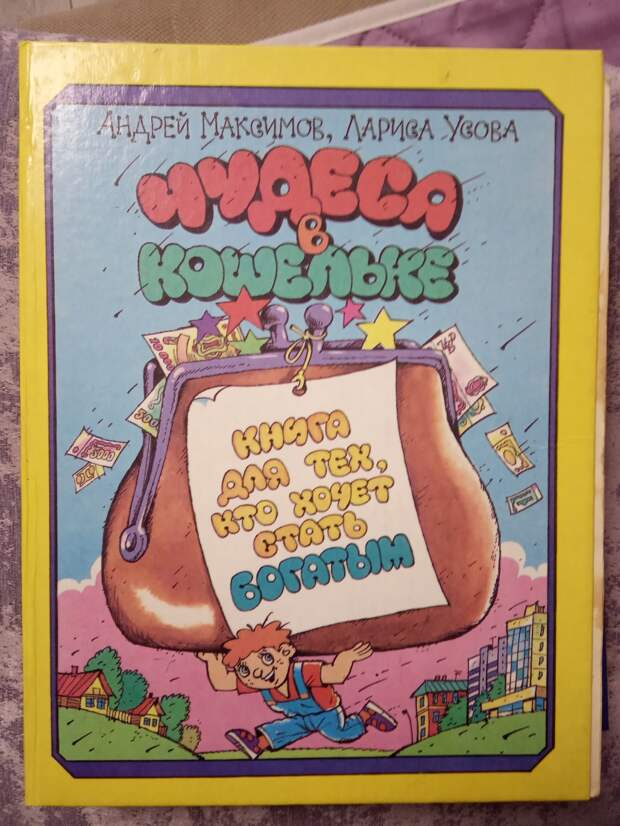 Андрей Максимов, Лариса Усова
ЧУДЕСА
В
КОШЕЛЬКЕ
КНИГА
ДЛЯ ТЕХ,
КТО ХОЧЕТ
СТАТЬ
БОГАТЫМ